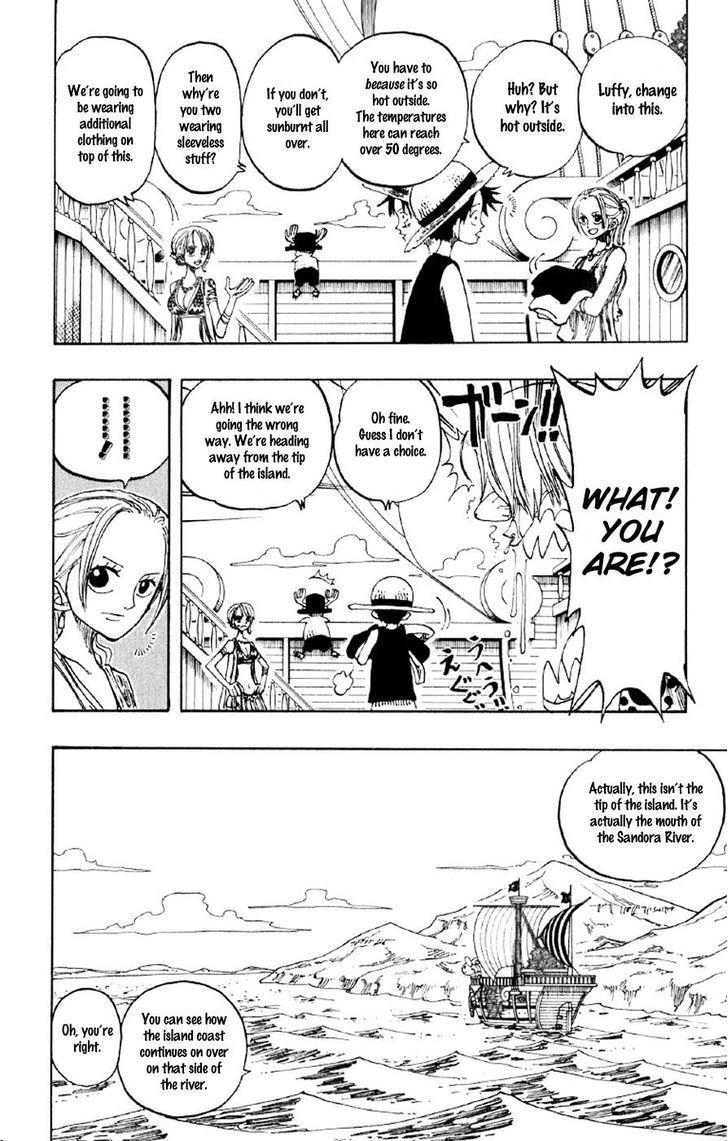 Luffy, change
into this.
Huh? But
why? It's
hot outside.
You have to
because it's so
hot outside.
The temperatures
here can reach
over 50 degrees.
If you don't,
you'll get
sunburnt all
over.
Then
why're
you two
wearing
sleeveless
stuff?
We're going to
be wearing
additional
clothing on
top of this.
WHAT!
YOU
ARE!?
ガーン!!
Oh fine.
Guess I don't
have a choice.
Ahh! I think we're
going the wrong
way. We're heading
away from the tip
of the island.
Actually, this isn't the
tip of the island. It's
actually the mouth of
the Sandora River.
You can see how
the island coast
continues on over
on that side of
the river.
Oh, you're
right.